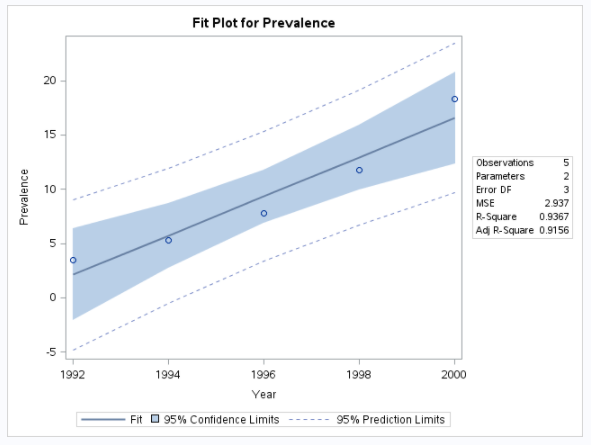 Fit Plot for Prevalence
20
15
10
5
0
-5
Prevalence
1992 1994 1996 1998 2000
Year
Observations 5
Parameters 2
Error DF 3
MSE 2.937
R-Square 0.9367
Adj R-Square 0.9156
Fit 95% Confidence Limits 95% Prediction Limits